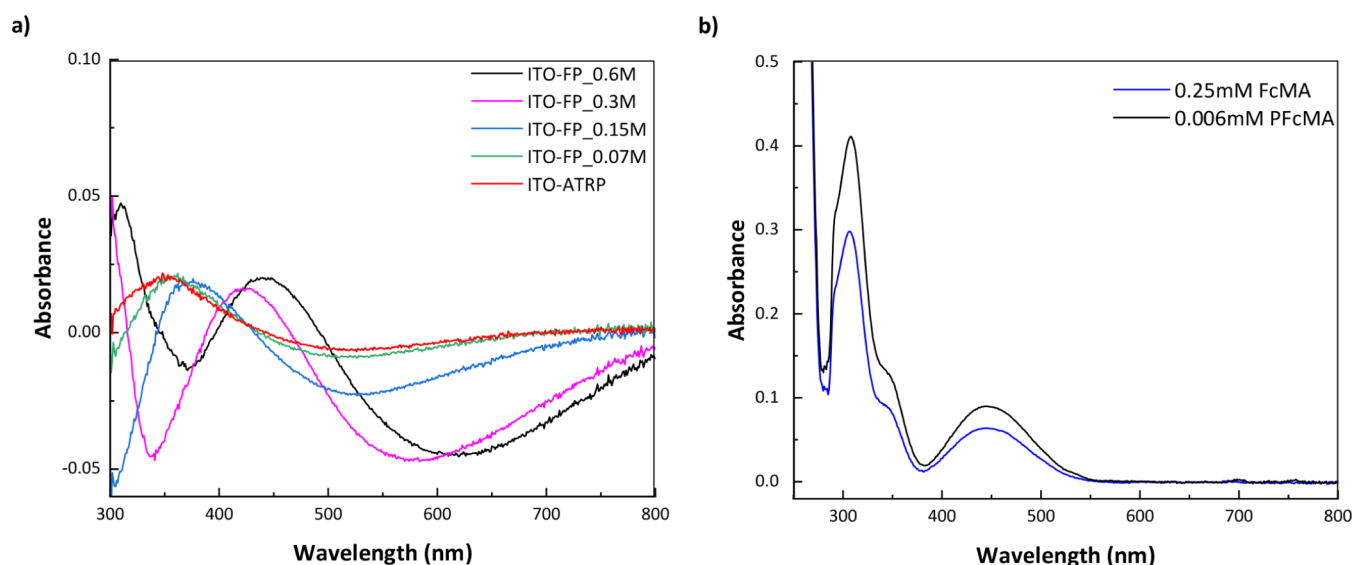 a)
0.10
0.05
0.00
-0.05
Absorbance
300 400 500 600 700 800
Wavelength (nm)
ITO-FP_0.6M
ITO-FP_0.3M
ITO-FP_0.15M
ITO-FP_0.07M
ITO-ATRP
b)
0.5
0.4
0.3
0.2
0.1
0.0
Absorbance
300 400 500 600 700 800
Wavelength (nm)
0.25mM FcMA
0.006mM PFcMA